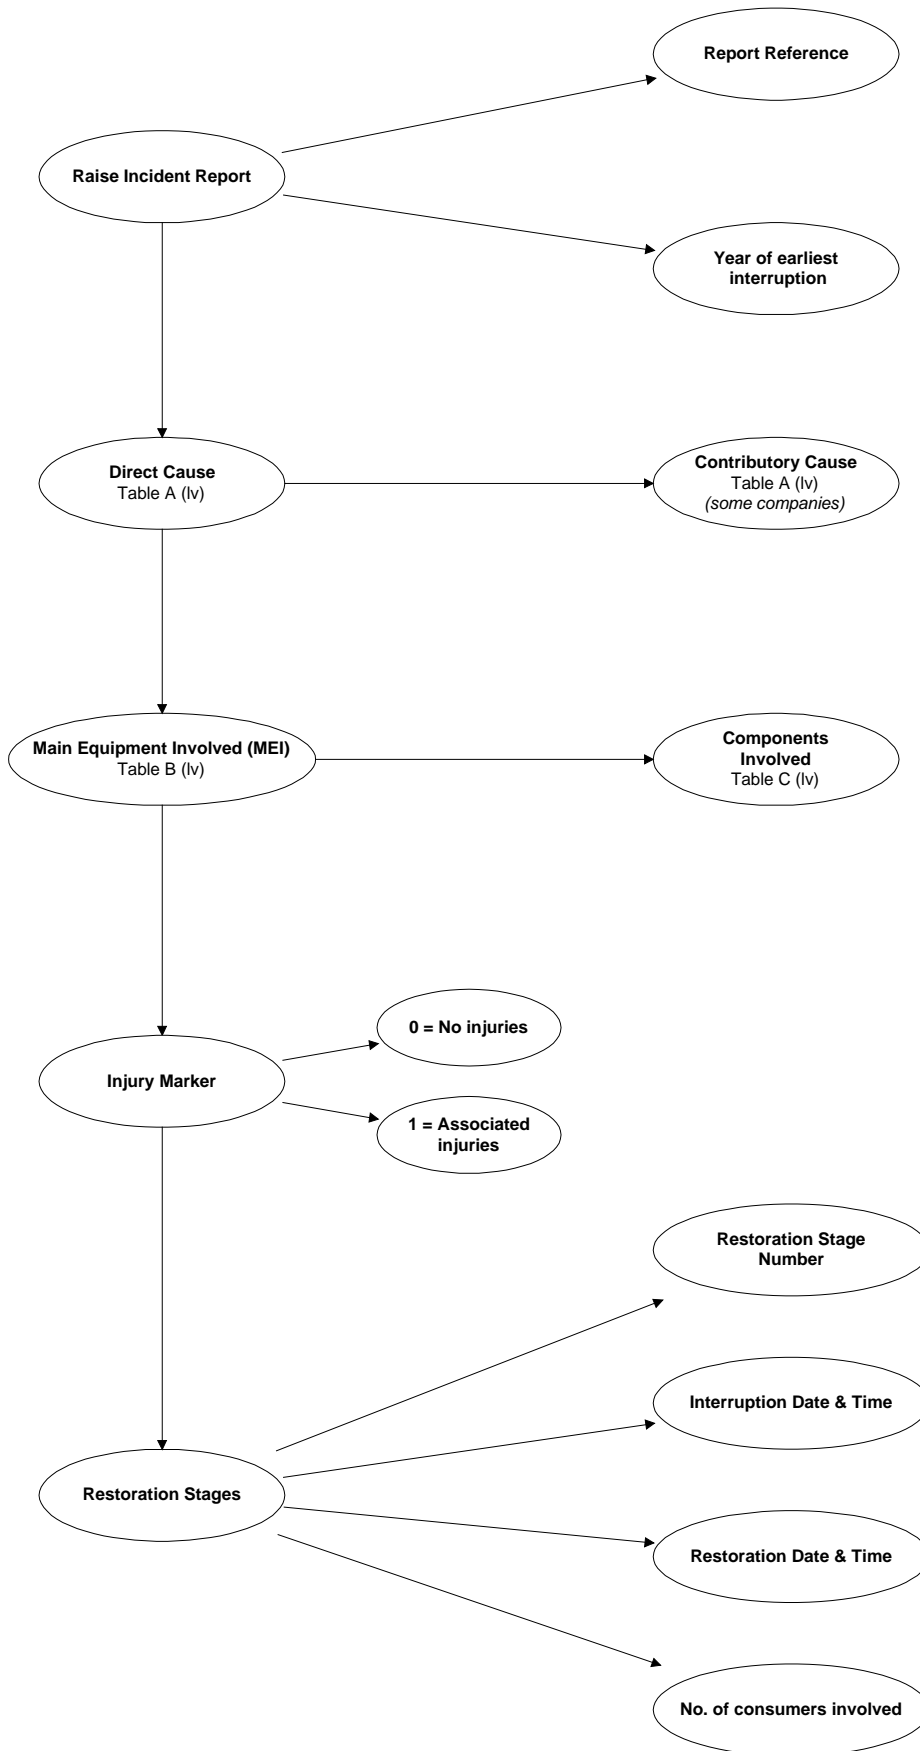 Report Reference
Raise Incident Report
Year of earliest
interruption
Direct Cause
Table A (lv)
Contributory Cause
Table A (lv)
(some companies)
Main Equipment Involved (MEI)
Table B (lv)
Components
Involved
Table C (lv)
0 = No injuries
Injury Marker
1 = Associated
injuries
Restoration Stage
Number
Interruption Date & Time
Restoration Stages
Restoration Date & Time
No. of consumers involved